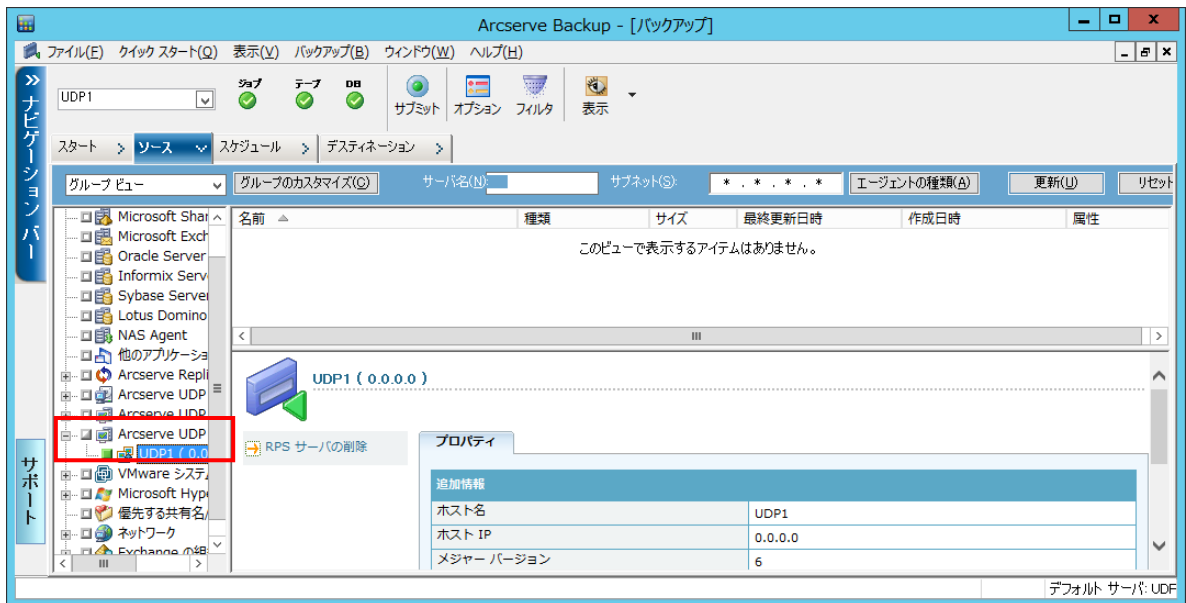 Arcserve Backup - [バックアップ]
ファイル(F) クイック スタート(Q) 表示(V) バックアップ(B) ウィンドウ(W) ヘルプ(H)
ナビゲーション バー
UDP1
ジョブ テープ DB
サブミット オプション フィルタ 表示
スタート ソース スケジュール デスティネーション
グループ ビュー グループのカスタマイズ(C) サーバ名(N): サブネット(S): * . * . * . * エージェントの種類(A) 更新(U) リセット
Microsoft Shar
Microsoft Exch
Oracle Server
Informix Serv
Sybase Server
Lotus Domino
NAS Agent
他のアプリケーショ
Arcserve Repli
Arcserve UDP
Arcserve UDP
Arcserve UDP
UDP1 ( 0.0
VMware システム
Microsoft Hype
優先する共有名/
ネットワーク
Exchange の組
名前 種類 サイズ 最終更新日時 作成日時 属性
このビューで表示するアイテムはありません。
UDP1 ( 0.0.0.0 )
RPS サーバの削除
プロパティ
追加情報
ホスト名 UDP1
ホスト IP 0.0.0.0
メジャー バージョン 6
サポート
デフォルト サーバ: UDP